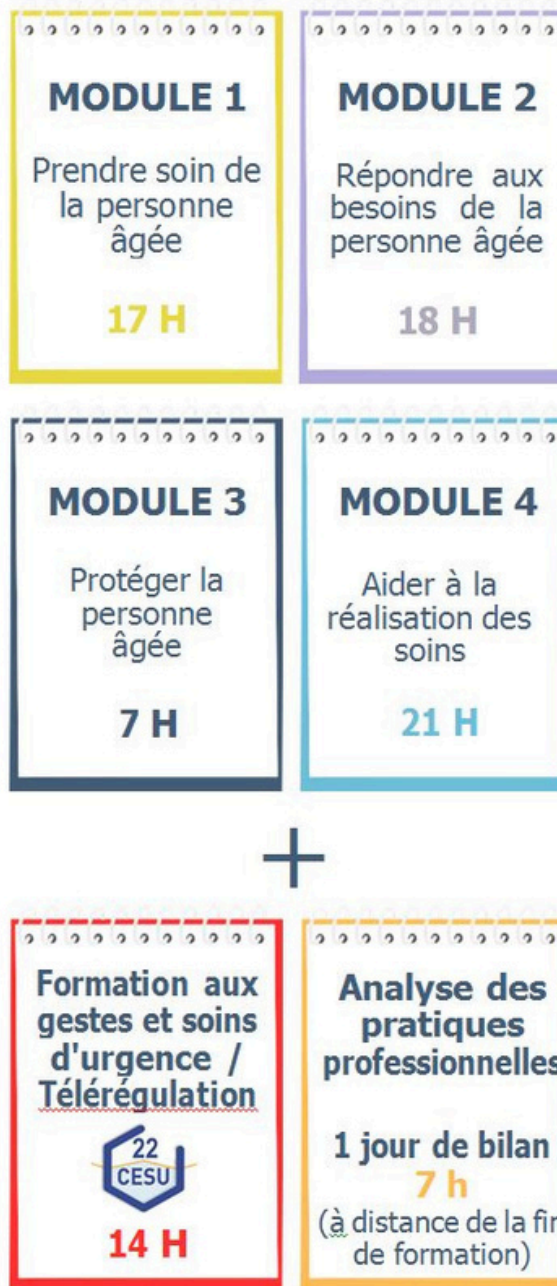 MODULE 1
Prendre soin de
la personne
âgée
17 H
MODULE 2
Répondre aux
besoins de la
personne âgée
18 H
MODULE 3
Protéger la
personne
âgée
7 H
MODULE 4
Aider à la
réalisation des
soins
21 H
+
Formation aux
gestes et soins
d'urgence /
Télérégulation
22
CESU
14 H
Analyse des
pratiques
professionnelles
1 jour de bilan
7 h
(à distance de la fin
de formation)